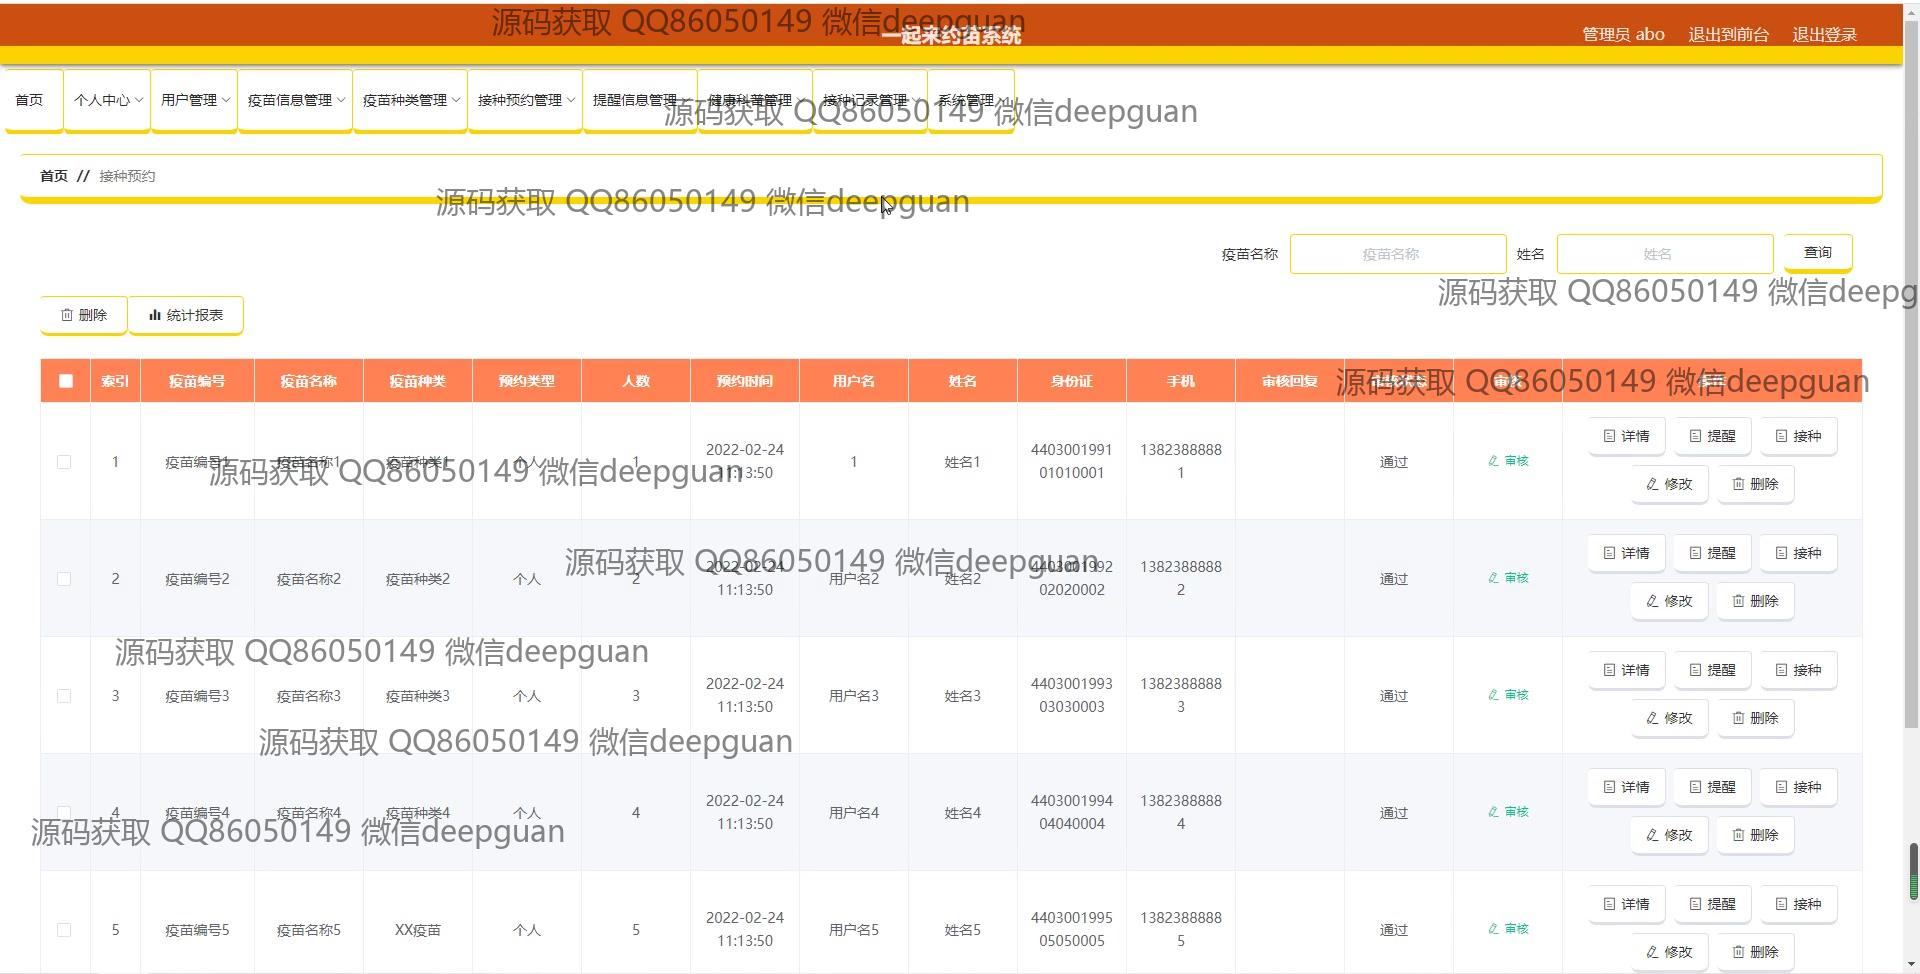 源码获取 QQ86050149 微信deepguan
一起来约苗系统
管理员 abo 退出到前台 退出登录
首页 个人中心 用户管理 疫苗信息管理 疫苗种类管理 接种预约管理 提醒信息管理 健康科普管理 接种记录管理 系统管理
源码获取 QQ86050149 微信deepguan
首页 // 接种预约
源码获取 QQ86050149 微信deepguan
疫苗名称 疫苗名称 姓名 姓名 查询
源码获取 QQ86050149 微信deepg
删除 统计报表
索引 疫苗编号 疫苗名称 疫苗种类 预约类型 人数 预约时间 用户名 姓名 身份证 手机 审核回复 审核状态 审核 操作
源码获取 QQ86050149 微信deepguan
1 疫苗编号1 疫苗名称1 疫苗种类1 个人 1 2022-02-24 11:13:50 1 姓名1 440300199101010001 13823888881 通过 审核 详情 提醒 接种 修改 删除
源码获取 QQ86050149 微信deepguan
2 疫苗编号2 疫苗名称2 疫苗种类2 个人 2 2022-02-24 11:13:50 用户名2 姓名2 440300199202020002 13823888882 通过 审核 详情 提醒 接种 修改 删除
源码获取 QQ86050149 微信deepguan
源码获取 QQ86050149 微信deepguan
3 疫苗编号3 疫苗名称3 疫苗种类3 个人 3 2022-02-24 11:13:50 用户名3 姓名3 440300199303030003 13823888883 通过 审核 详情 提醒 接种 修改 删除
源码获取 QQ86050149 微信deepguan
4 疫苗编号4 疫苗名称4 疫苗种类4 个人 4 2022-02-24 11:13:50 用户名4 姓名4 440300199404040004 13823888884 通过 审核 详情 提醒 接种 修改 删除
源码获取 QQ86050149 微信deepguan
5 疫苗编号5 疫苗名称5 XX疫苗 个人 5 2022-02-24 11:13:50 用户名5 姓名5 440300199505050005 13823888885 通过 审核 详情 提醒 接种 修改 删除